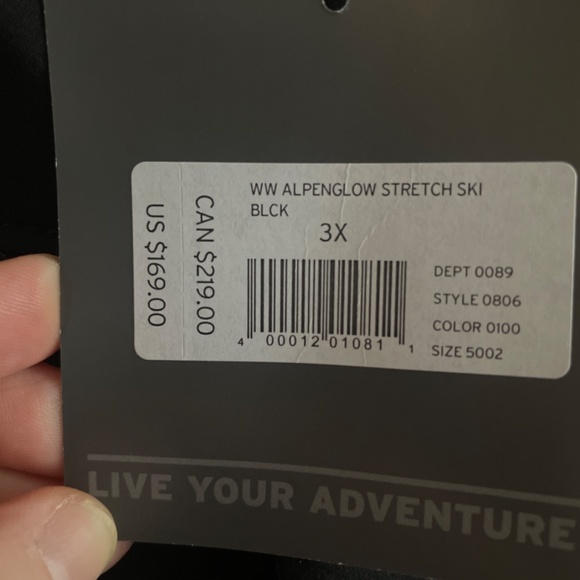 WW ALPENGLOW STRETCH SKI
BLCK
3X
US $169.00
CAN $219.00
DEPT 0089
STYLE 0806
COLOR 0100
SIZE 5002
4 00012 01081 1
LIVE YOUR ADVENTURE